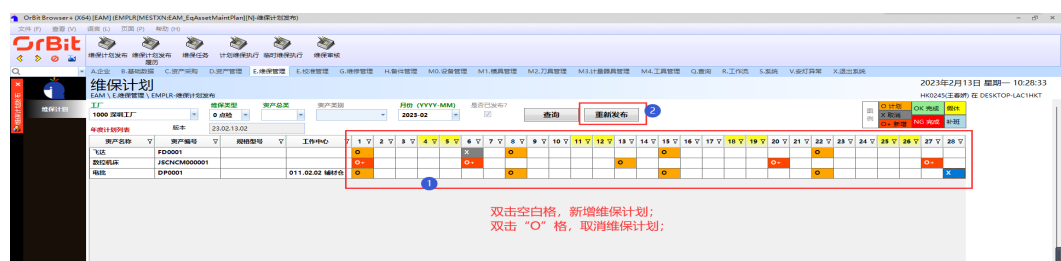 OrBit Browser+ (X64) [EAM] (EMPLR[MESTXN:EAM_EqAssetMaintPlan][N]-维保计划发布)
文件 (F) 查看 (V) 语言 (L) 页面 (P) 帮助 (H)
OrBit
维保计划发布 维保计划发布履历 维保任务 计划维保执行 临时维保执行 维保审核
A.企业 B.基础数据 C.资产采购 D.资产管理 E.维保管理 F.校准管理 G.维修管理 H.备件管理 M0.设备管理 M1.模具管理 M2.刀具管理 M3.计量器具管理 M4.工具管理 Q.查询 R.工作流 S.系统 V.安灯异常 X.退出系统
维保计划
维保计划
EAM \ E.维保管理 \ EMPLR-维保计划发布
2023年2月13日 星期一 10:28:33
在 DESKTOP-LAC1HKT
工厂 维保类型 资产总类 资产类别 月份 (YYYY-MM) 是否已发布?
1000 深圳工厂 0 点检 2023-02 查询 重新发布 2
图例 O 计划 X 取消 O+ 新增 OK 完成 NG 完成 周休 补班
年度计划列表 版本 23.02.13.02
资产名称 资产编号 规格型号 工作中心 1 2 3 4 5 6 7 8 9 10 11 12 13 14 15 16 17 18 19 20 21 22 23 24 25 26 27 28
飞达 FD0001 O X O O O
数控机床 JSCNCM000001 O+ O+ O O+ O+
电批 DP0001 011.02.02 辅材仓 O O O O X
1
双击空白格，新增维保计划;
双击“O”格，取消维保计划;